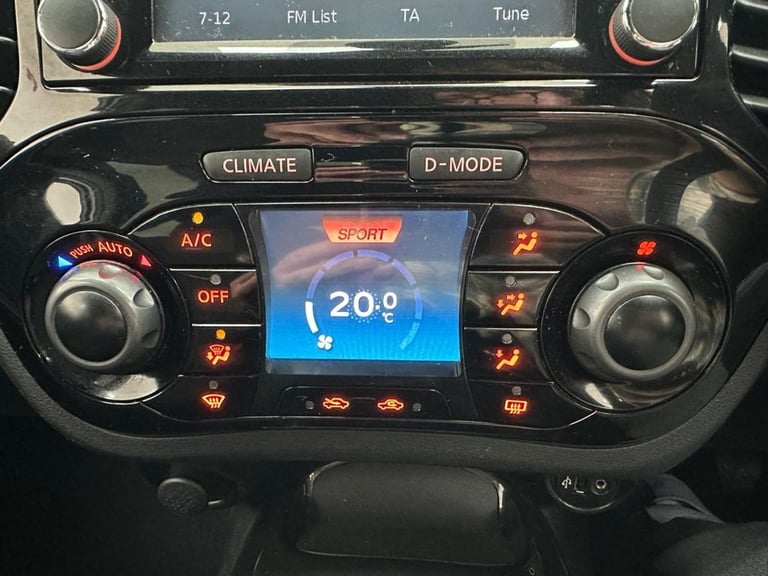 7-12 FM List TA Tune
CLIMATE D-MODE
PUSH AUTO
A/C
SPORT
OFF
20.0
°C